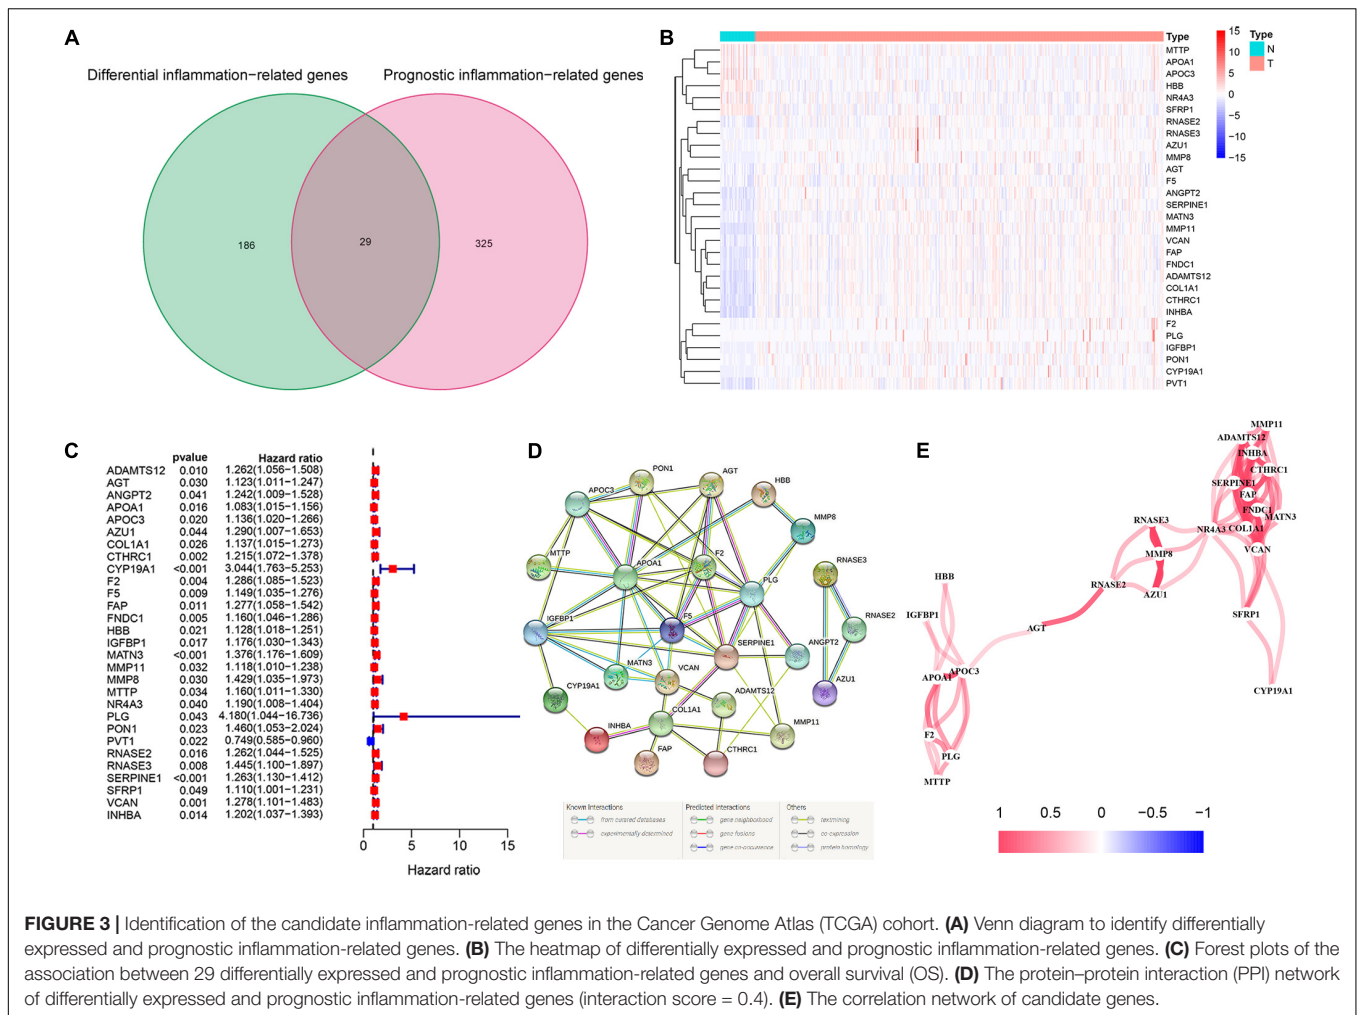 A
Differential inflammation-related genes
Prognostic inflammation-related genes
186
29
325
B
Type
MTTP
APOA1
APOC3
HBB
NR4A3
SFRP1
RNASE2
RNASE3
AZU1
MMP8
AGT
F5
ANGPT2
SERPINE1
MATN3
MMP11
VCAN
FAP
FNDC1
ADAMTS12
COL1A1
CTHRC1
INHBA
F2
PLG
IGFBP1
PON1
CYP19A1
PVT1
15
10
5
0
−5
−10
−15
Type
N
T
C
pvalue Hazard ratio
ADAMTS12 0.010 1.262(1.056−1.508)
AGT 0.030 1.123(1.011−1.247)
ANGPT2 0.041 1.242(1.009−1.528)
APOA1 0.016 1.083(1.015−1.156)
APOC3 0.020 1.136(1.020−1.266)
AZU1 0.044 1.290(1.007−1.653)
COL1A1 0.026 1.137(1.015−1.273)
CTHRC1 0.002 1.215(1.072−1.378)
CYP19A1 <0.001 3.044(1.763−5.253)
F2 0.004 1.286(1.085−1.523)
F5 0.009 1.149(1.035−1.276)
FAP 0.011 1.277(1.058−1.542)
FNDC1 0.005 1.160(1.046−1.286)
HBB 0.021 1.128(1.018−1.251)
IGFBP1 0.017 1.176(1.030−1.343)
MATN3 <0.001 1.376(1.176−1.609)
MMP11 0.032 1.118(1.010−1.238)
MMP8 0.030 1.429(1.035−1.973)
MTTP 0.034 1.160(1.011−1.330)
NR4A3 0.040 1.190(1.008−1.404)
PLG 0.043 4.180(1.044−16.736)
PON1 0.023 1.460(1.053−2.024)
PVT1 0.022 0.749(0.585−0.960)
RNASE2 0.016 1.262(1.044−1.525)
RNASE3 0.008 1.445(1.100−1.897)
SERPINE1 <0.001 1.263(1.130−1.412)
SFRP1 0.049 1.110(1.001−1.231)
VCAN 0.001 1.278(1.101−1.483)
INHBA 0.014 1.202(1.037−1.393)
0 5 10 15
Hazard ratio
D
PON1
AGT
HBB
APOC3
MMP8
MTTP
APOA1
F2
PLG
RNASE3
IGFBP1
F5
RNASE2
SERPINE1
ANGPT2
MATN3
VCAN
AZU1
CYP19A1
ADAMTS12
COL1A1
INHBA
MMP11
FAP
CTHRC1
Known Interactions
from curated databases
experimentally determined
Predicted Interactions
gene neighborhood
gene fusions
gene co-occurrence
Others
textmining
co-expression
protein homology
E
MMP11
ADAMTS12
INHBA
CTHRC1
SERPINE1
FAP
FNDC1
MATN3
RNASE3
NR4A3
COL1A1
MMP8
VCAN
HBB
RNASE2
AZU1
IGFBP1
SFRP1
AGT
APOC3
APOA1
CYP19A1
F2
PLG
MTTP
1 0.5 0 −0.5 −1
FIGURE 3 | Identification of the candidate inflammation-related genes in the Cancer Genome Atlas (TCGA) cohort. (A) Venn diagram to identify differentially
expressed and prognostic inflammation-related genes. (B) The heatmap of differentially expressed and prognostic inflammation-related genes. (C) Forest plots of the
association between 29 differentially expressed and prognostic inflammation-related genes and overall survival (OS). (D) The protein–protein interaction (PPI) network
of differentially expressed and prognostic inflammation-related genes (interaction score = 0.4). (E) The correlation network of candidate genes.